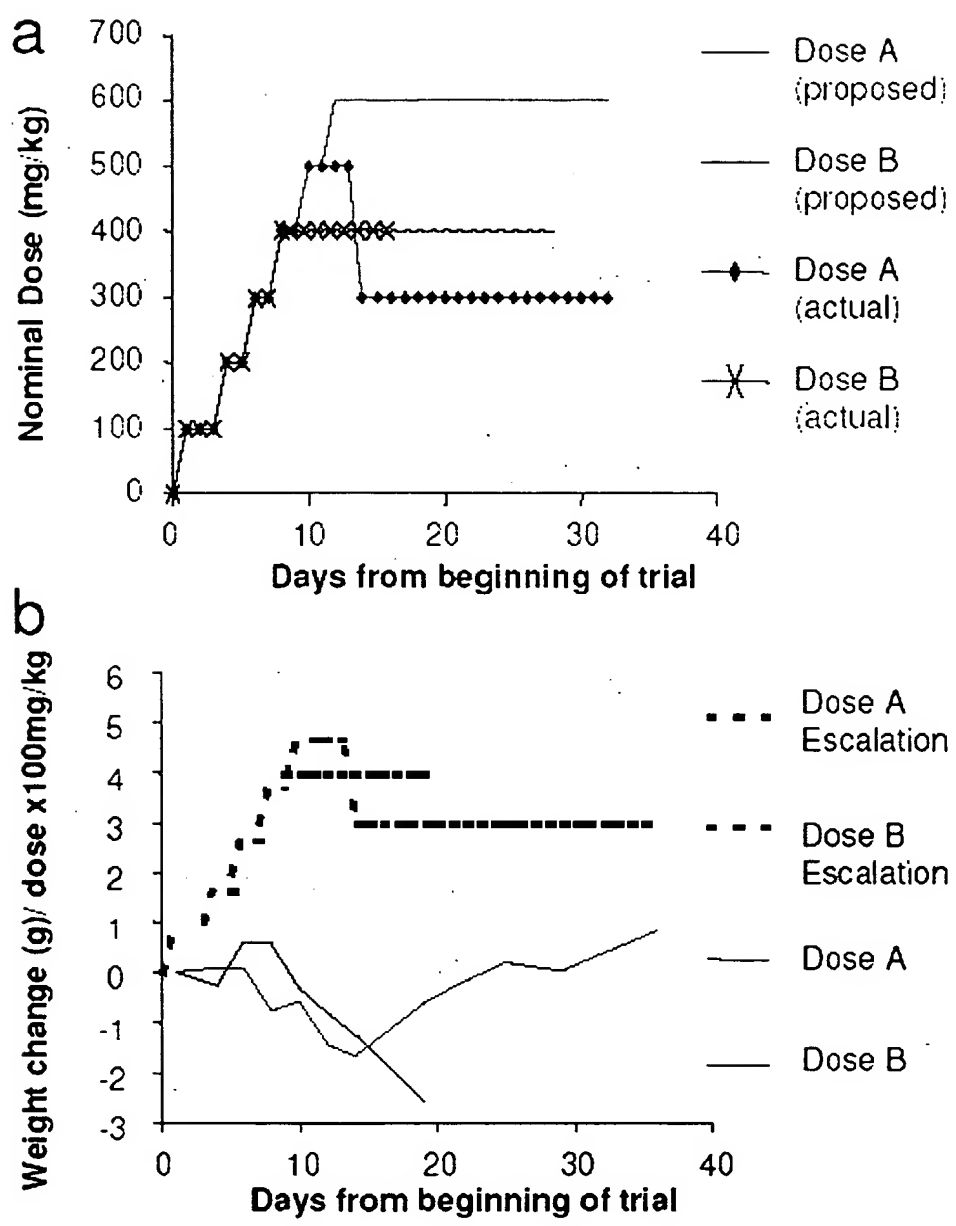 a
700
600
500
400
300
200
100
0
Nominal Dose (mg/kg)
0 10 20 30 40
Days from beginning of trial
Dose A
(proposed)
Dose B
(proposed)
Dose A
(actual)
Dose B
(actual)
b
6
5
4
3
2
1
0
-1
-2
-3
Weight change (g)/ dose x100mg/kg
0 10 20 30 40
Days from beginning of trial
Dose A
Escalation
Dose B
Escalation
Dose A
Dose B